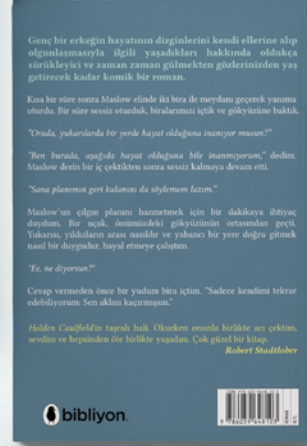 Genç bir erkeğin hayatının dizginlerini kendi ellerine alıp
olgunlaşmasıyla ilgili yaşadıkları hakkında oldukça
sürükleyici ve zaman zaman gülmekten gözlerinizden yaş
getirecek kadar komik bir roman.
Kısa bir süre sonra Maslow elinde iki bira ile meydanı geçerek yanıma
oturdu. Bir süre sessiz oturduk, biralarımızı içtik ve gökyüzüne baktık.
"Orada, yukarılarda bir yerde hayat olduğuna inanıyor musun?"
"Ben burada, aşağıda hayat olduğuna bile inanmıyorum," dedim.
Maslow derin bir iç çektikten sonra sessiz kalmaya devam etti.
"Sana planımın geri kalanını da söylemem lazım."
Maslow'un çılgın planını hazmetmek için bir dakikaya ihtiyaç
duydum. Bir uçak, önümüzdeki gökyüzünün ortasından geçti.
Yukarısı, yıldızların arası nasıldır ve yabancı bir yere doğru gitmek
nasıl bir duygudur, hayal etmeye çalıştım.
"Ee, ne diyorsun?"
Cevap vermeden önce bir yudum bira içtim. "Sadece kendimi tekrar
edebiliyorum: Sen aklını kaçırmışsın."
Holden Caulfield'in taşralı hali. Okurken onunla birlikte acı çektim,
sevdim ve hepsinden öte birlikte yaşadım. Çok güzel bir kitap.
Robert Stadtlober
bibliyon